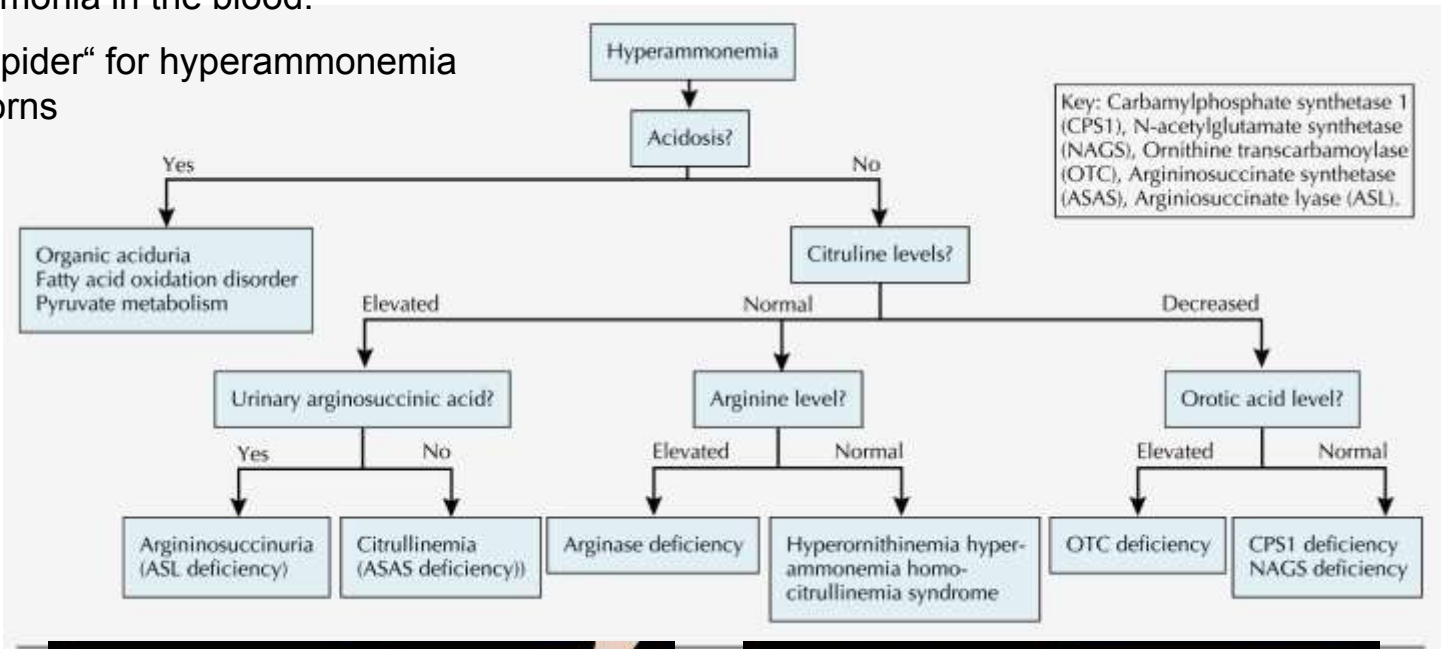 in the blood.
for hyperammonemia
Hyperammonemia
Key: Carbamylphosphate synthetase 1
(CPS1), N-acetylglutamate synthetase
(NAGS), Ornithine transcarbamoylase
(OTC), Argininosuccinate synthetase
(ASAS), Arginiosuccinate lyase (ASL).
Acidosis?
Yes
No
Organic aciduria
Fatty acid oxidation disorder
Pyruvate metabolism
Citruline levels?
Elevated
Normal
Decreased
Urinary arginosuccinic acid?
Arginine level?
Orotic acid level?
Yes
No
Elevated
Normal
Elevated
Normal
Argininosuccinuria
(ASL deficiency)
Citrullinemia
(ASAS deficiency))
Arginase deficiency
Hyperornithinemia hyper-
ammonemia homo-
citrullinemia syndrome
OTC deficiency
CPS1 deficiency
NAGS deficiency